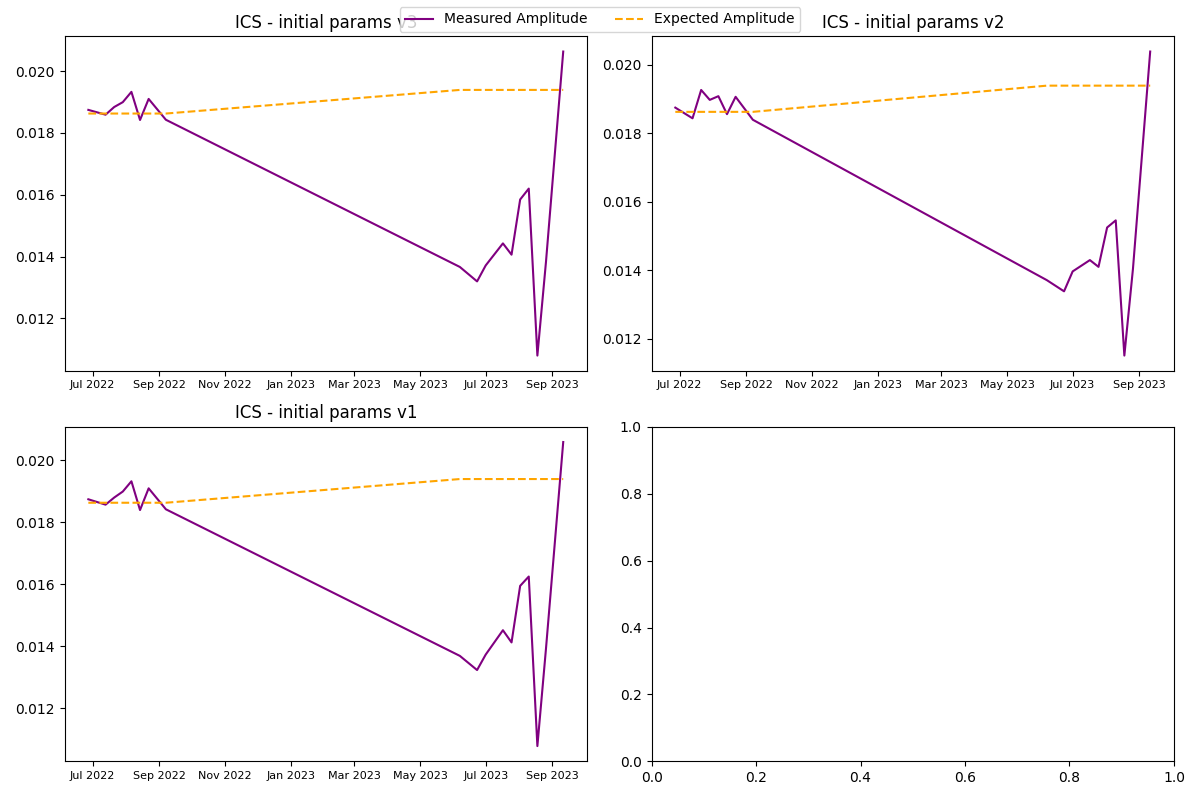 ICS - initial params v3
Measured Amplitude
Expected Amplitude
ICS - initial params v2
0.020
0.018
0.016
0.014
0.012
Jul 2022 Sep 2022 Nov 2022 Jan 2023 Mar 2023 May 2023 Jul 2023 Sep 2023
0.020
0.018
0.016
0.014
0.012
Jul 2022 Sep 2022 Nov 2022 Jan 2023 Mar 2023 May 2023 Jul 2023 Sep 2023
ICS - initial params v1
0.020
0.018
0.016
0.014
0.012
Jul 2022 Sep 2022 Nov 2022 Jan 2023 Mar 2023 May 2023 Jul 2023 Sep 2023
1.0
0.8
0.6
0.4
0.2
0.0
0.0 0.2 0.4 0.6 0.8 1.0